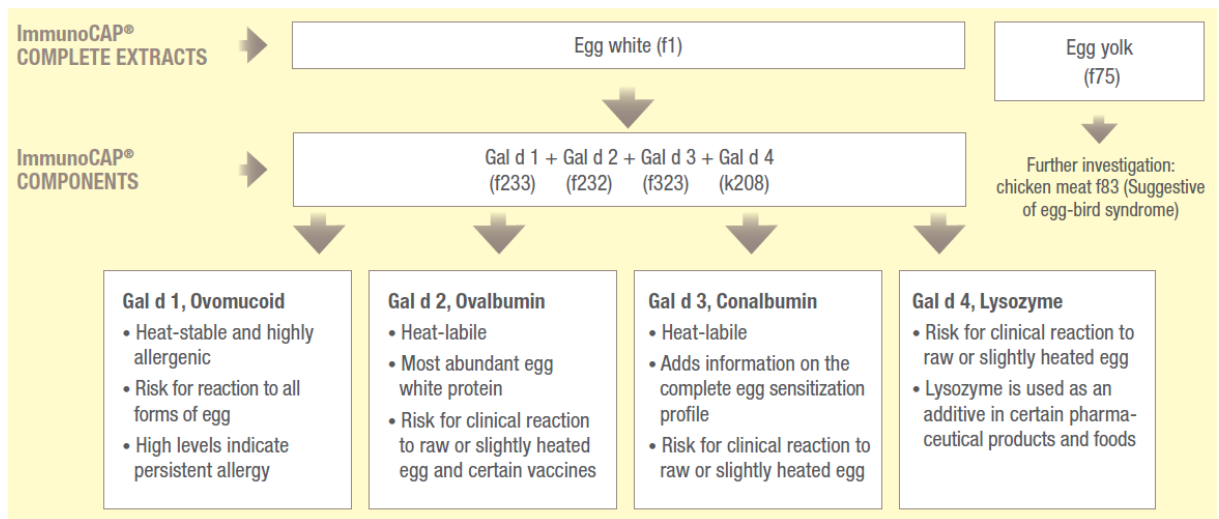 ImmunoCAP®
COMPLETE EXTRACTS
Egg white (f1)
Egg yolk
(f75)
ImmunoCAP®
COMPONENTS
Gal d 1 + Gal d 2 + Gal d 3 + Gal d 4
(f233) (f232) (f323) (k208)
Further investigation:
chicken meat f83 (Suggestive
of egg-bird syndrome)
Gal d 1, Ovomucoid
• Heat-stable and highly
allergenic
• Risk for reaction to all
forms of egg
• High levels indicate
persistent allergy
Gal d 2, Ovalbumin
• Heat-labile
• Most abundant egg
white protein
• Risk for clinical reaction
to raw or slightly heated
egg and certain vaccines
Gal d 3, Conalbumin
• Heat-labile
• Adds information on the
complete egg sensitization
profile
• Risk for clinical reaction to
raw or slightly heated egg
Gal d 4, Lysozyme
• Risk for clinical reaction to
raw or slightly heated egg
• Lysozyme is used as an
additive in certain pharma-
ceutical products and foods